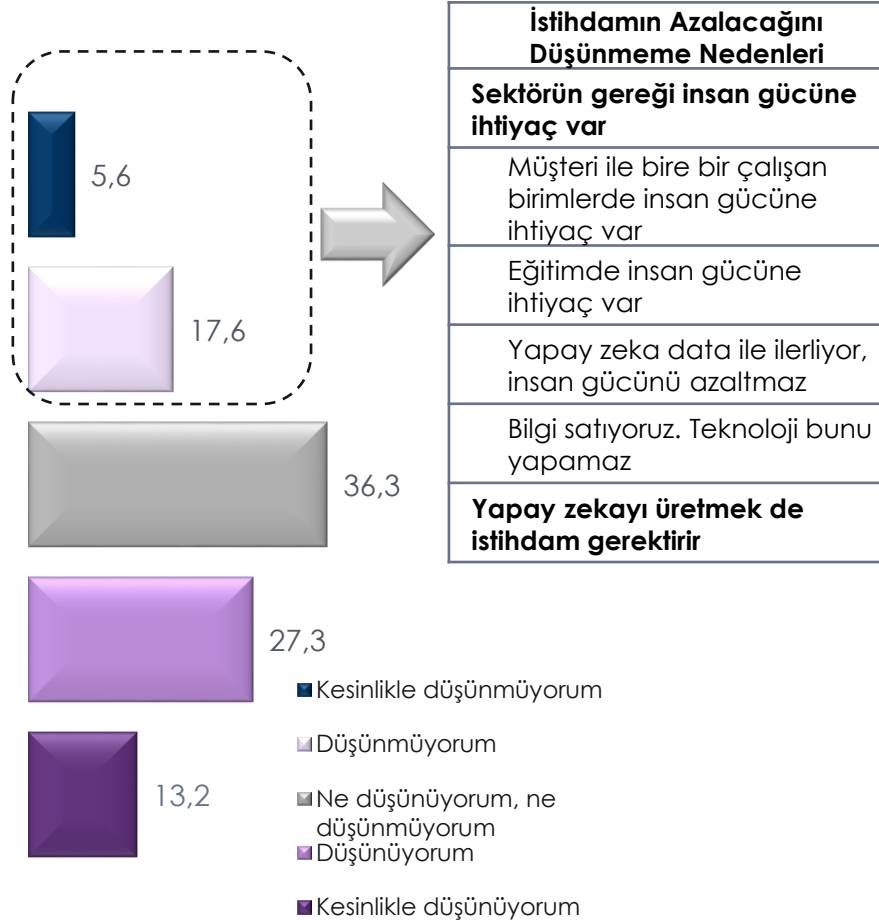 5,6
17,6
36,3
27,3
13,2
İstihdamın Azalacağını
Düşünmeme Nedenleri
Sektörün gereği insan gücüne
ihtiyaç var
Müşteri ile bire bir çalışan
birimlerde insan gücüne
ihtiyaç var
Eğitimde insan gücüne
ihtiyaç var
Yapay zeka data ile ilerliyor,
insan gücünü azaltmaz
Bilgi satıyoruz. Teknoloji bunu
yapamaz
Yapay zekayı üretmek de
istihdam gerektirir
Kesinlikle düşünmüyorum
Düşünmüyorum
Ne düşünüyorum, ne
düşünmüyorum
Düşünüyorum
Kesinlikle düşünüyorum